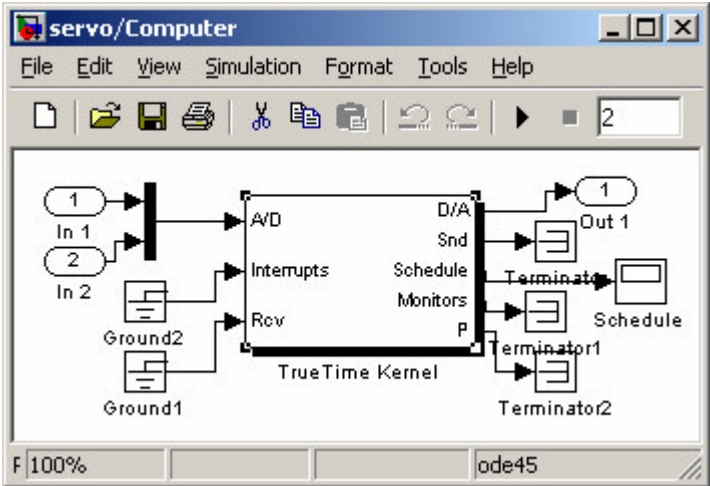 servo/Computer
File Edit View Simulation Format Tools Help
2
1
In 1
2
In 2
Ground2
Ground1
A/D
Interrupts
Rcv
D/A
Snd
Schedule
Monitors
P
TrueTime Kernel
1
Out 1
Terminator
Schedule
Terminator1
Terminator2
F 100% ode45